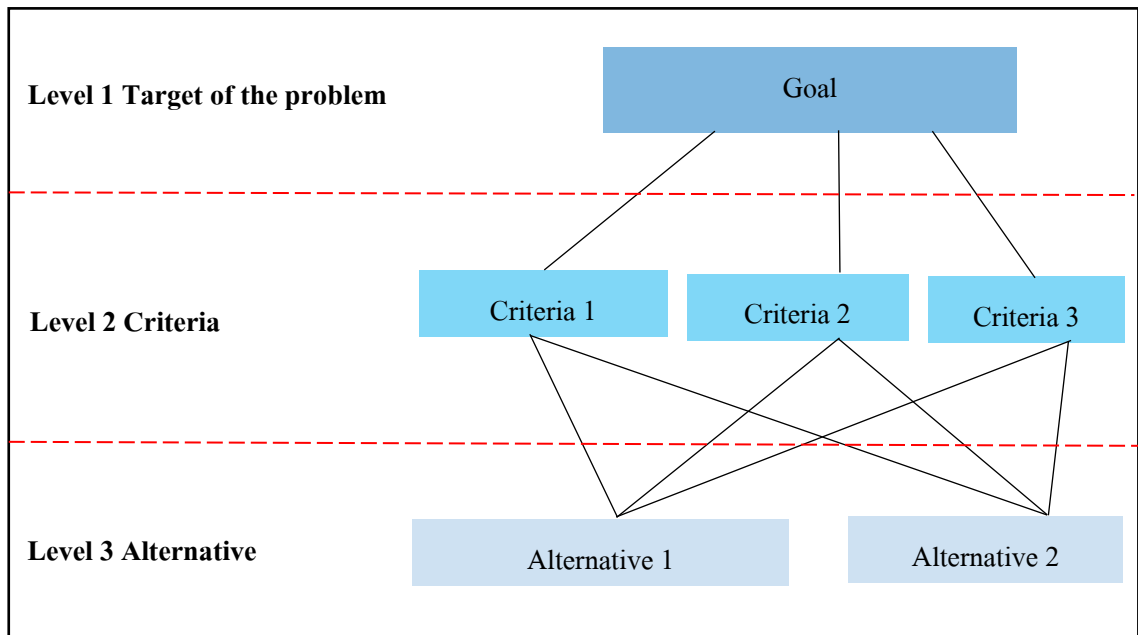 Level 1 Target of the problem
Goal
Level 2 Criteria
Criteria 1
Criteria 2
Criteria 3
Level 3 Alternative
Alternative 1
Alternative 2